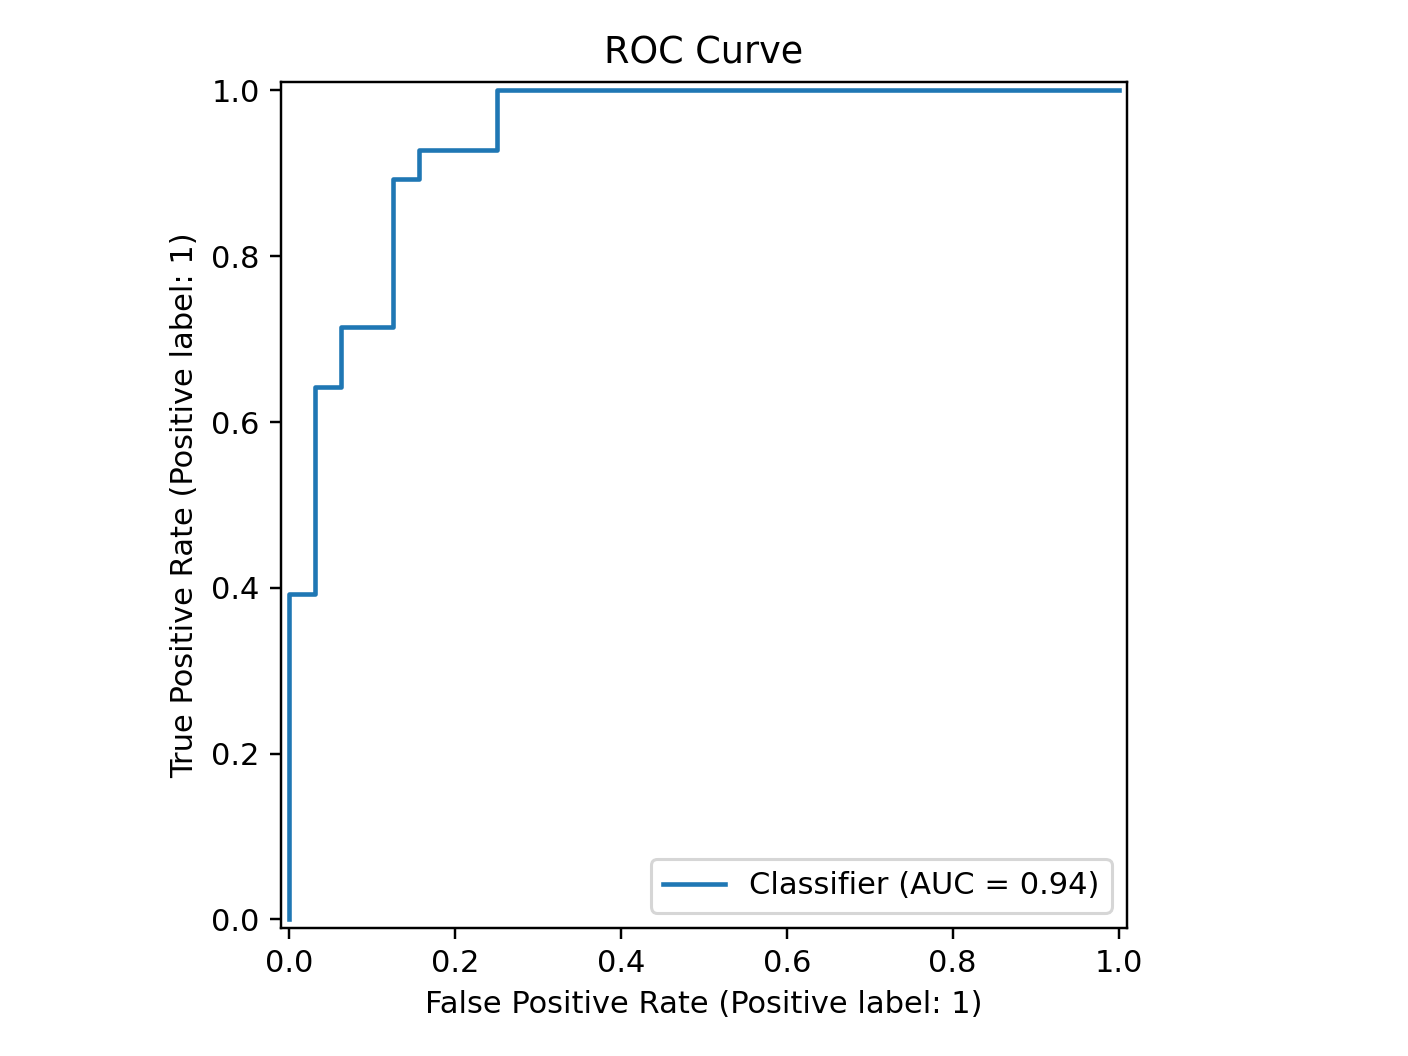 ROC Curve
1.0
0.8
0.6
0.4
0.2
0.0
True Positive Rate (Positive label: 1)
Classifier (AUC = 0.94)
0.0 0.2 0.4 0.6 0.8 1.0
False Positive Rate (Positive label: 1)